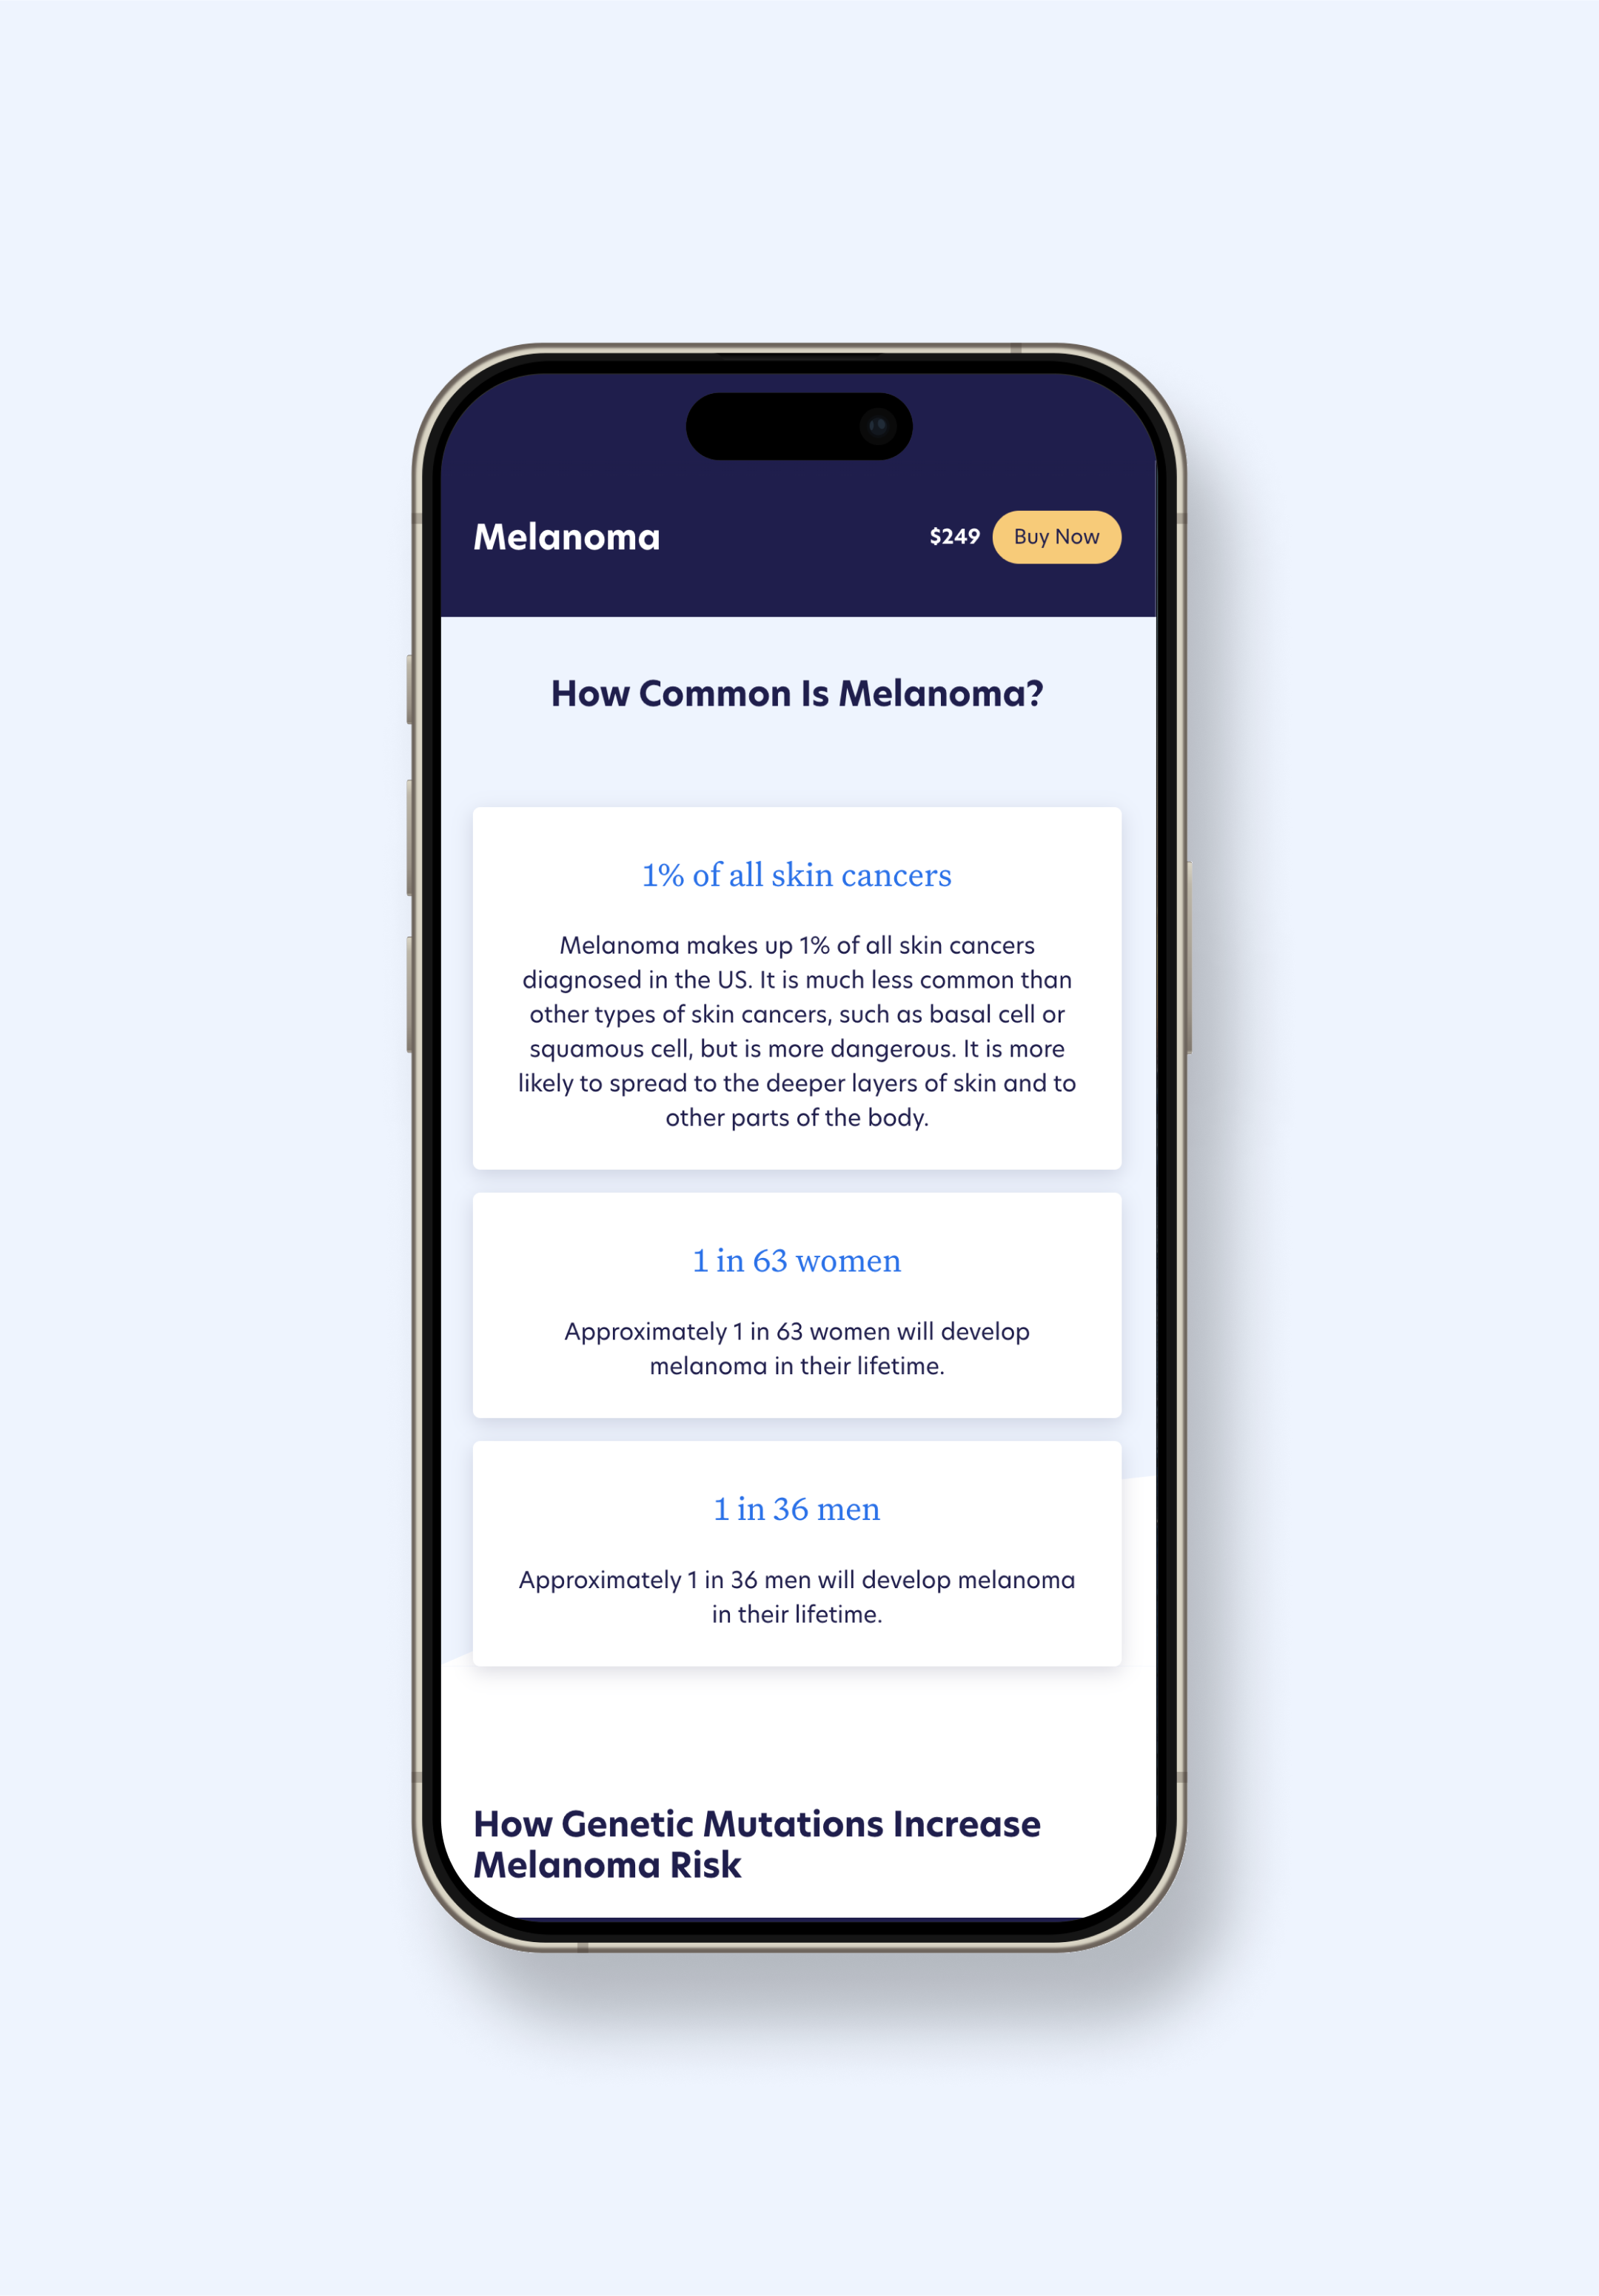 Melanoma
$249
Buy Now
How Common Is Melanoma?
1% of all skin cancers
Melanoma makes up 1% of all skin cancers
diagnosed in the US. It is much less common than
other types of skin cancers, such as basal cell or
squamous cell, but is more dangerous. It is more
likely to spread to the deeper layers of skin and to
other parts of the body.
1 in 63 women
Approximately 1 in 63 women will develop
melanoma in their lifetime.
1 in 36 men
Approximately 1 in 36 men will develop melanoma
in their lifetime.
How Genetic Mutations Increase
Melanoma Risk